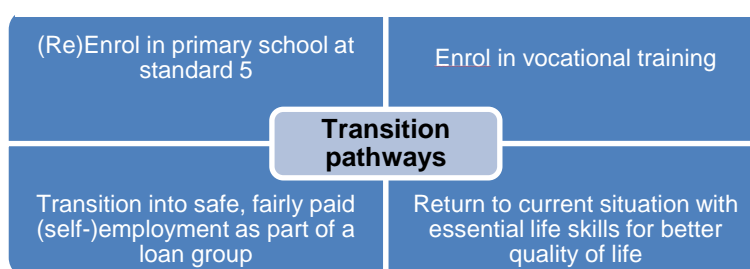 (Re)Enrol in primary school at
standard 5
Enrol in vocational training
Transition
pathways
Transition into safe, fairly paid
(self-)employment as part of a
loan group
Return to current situation with
essential life skills for better
quality of life